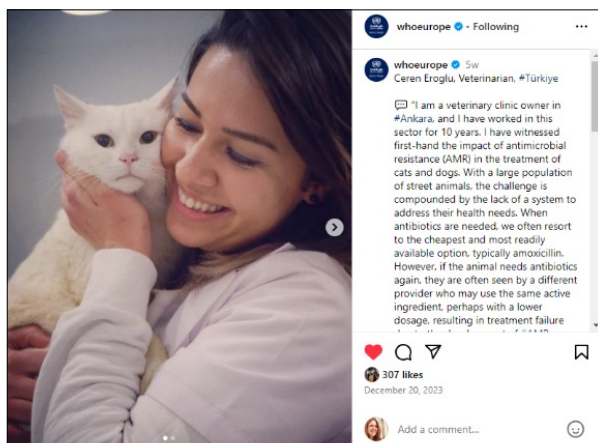 whoeurope • Following
whoeurope 5w
Ceren Eroglu, Veterinarian, #Türkiye
"I am a veterinary clinic owner in
#Ankara, and I have worked in this
sector for 10 years. I have witnessed
first-hand the impact of antimicrobial
resistance (AMR) in the treatment of
cats and dogs. With a large population
of street animals, the challenge is
compounded by the lack of a system to
address their health needs. When
antibiotics are needed, we often resort
to the cheapest and most readily
available option, typically amoxicillin.
However, if the animal needs antibiotics
again, they are often seen by a different
provider who may use the same active
ingredient, perhaps with a lower
dosage, resulting in treatment failure
307 likes
December 20, 2023
Add a comment...